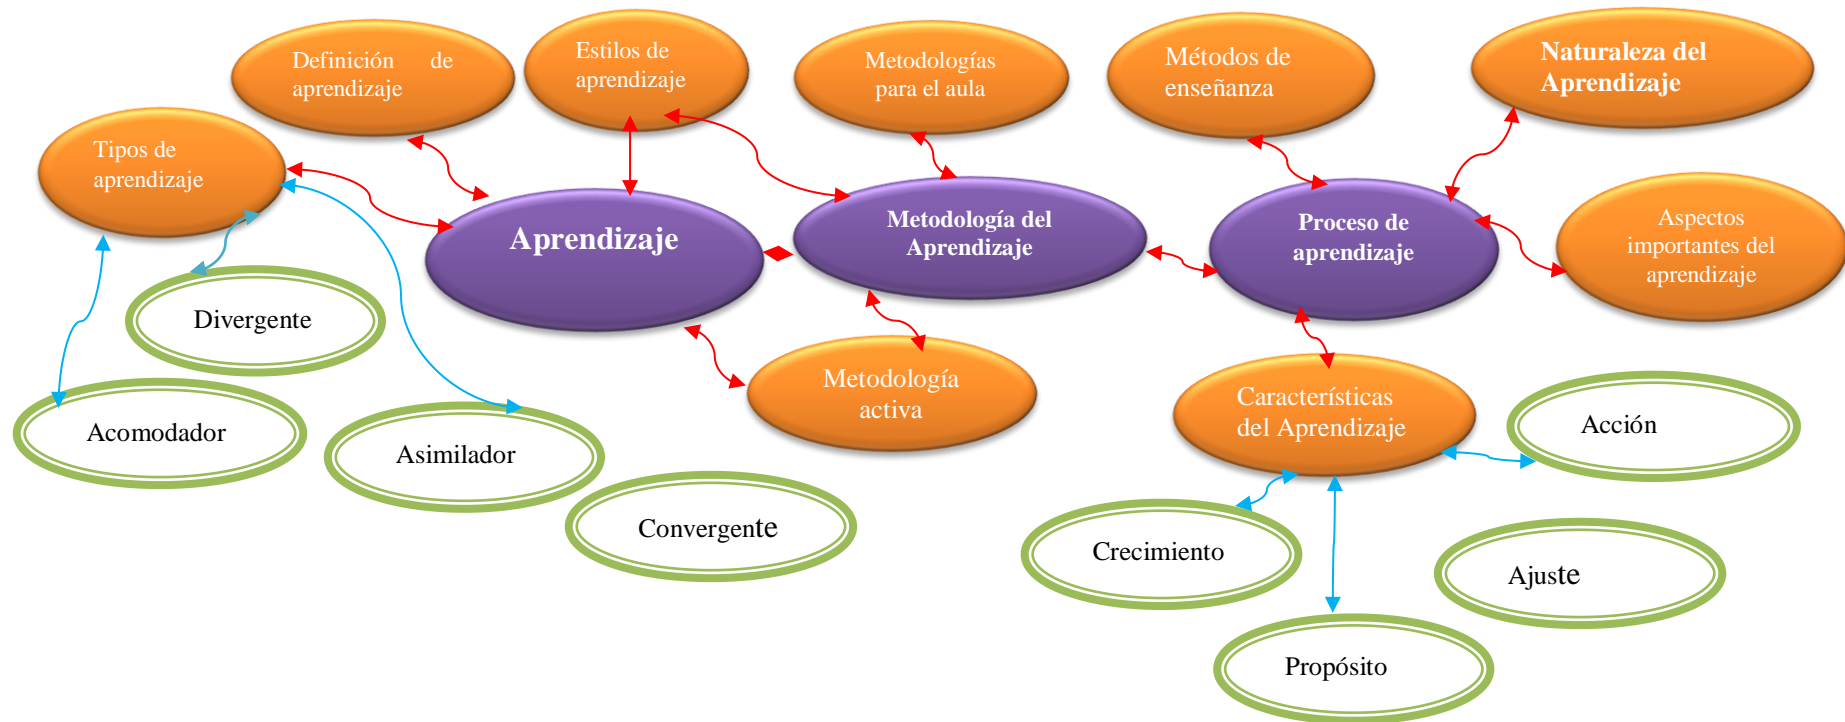 Definición de
aprendizaje
Estilos de
aprendizaje
Metodologías
para el aula
Métodos de
enseñanza
Naturaleza del
Aprendizaje
Tipos de
aprendizaje
Aprendizaje
Metodología del
Aprendizaje
Proceso de
aprendizaje
Aspectos
importantes del
aprendizaje
Divergente
Acomodador
Asimilador
Convergente
Metodología
activa
Características
del Aprendizaje
Acción
Crecimiento
Ajuste
Propósito